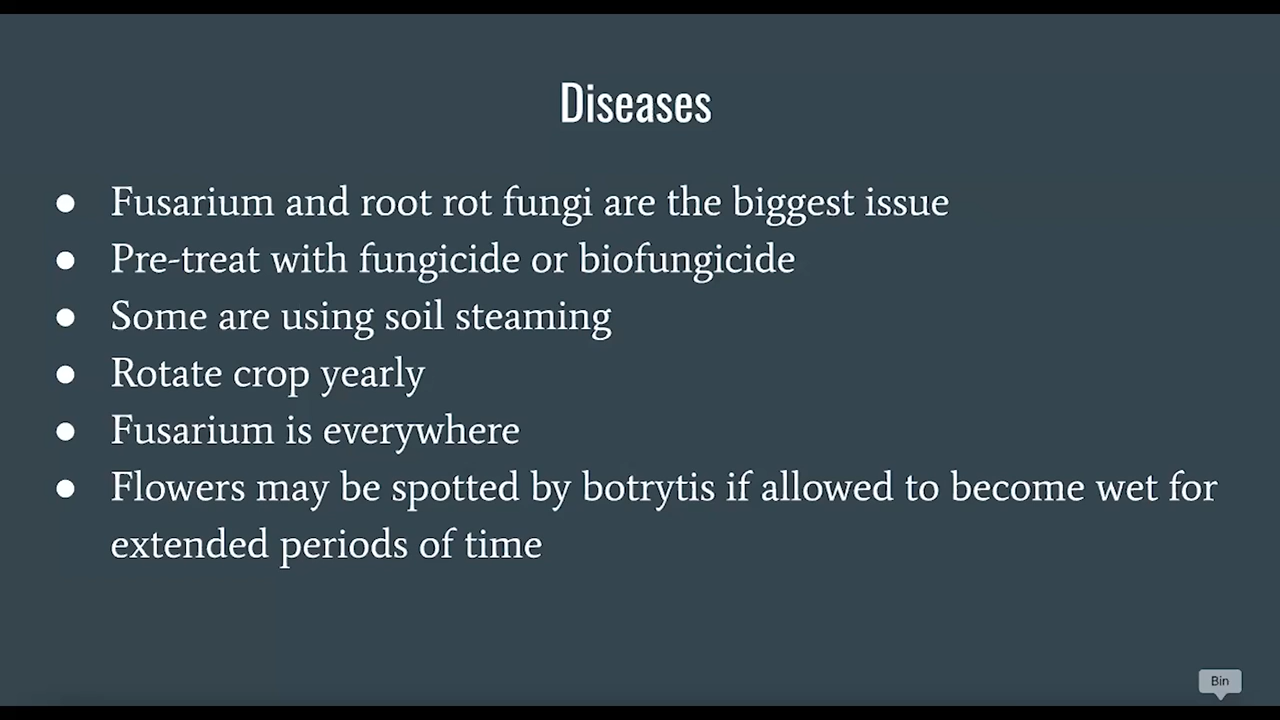 Diseases
● Fusarium and root rot fungi are the biggest issue
● Pre-treat with fungicide or biofungicide
● Some are using soil steaming
● Rotate crop yearly
● Fusarium is everywhere
● Flowers may be spotted by botrytis if allowed to become wet for
extended periods of time
Bin